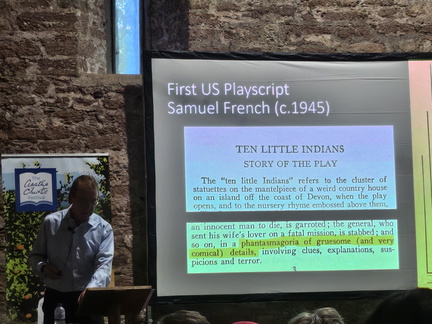 First US Playscript
Samuel French (c.1945)
TEN LITTLE INDIANS
STORY OF THE PLAY
The "ten little Indians" refers to the cluster of
statuettes on the mantelpiece of a weird country house
on an island off the coast of Devon, when the play
opens, and to the nursery rhyme embossed above them,
an innocent man to die, is garroted; the general, who
sent his wife's lover on a fatal mission, is stabbed; and
so on, in a phantasmagoria of gruesome (and very
comical) details, involving clues, explanations, sus-
picions and terror.
3
The
Agatha
Christie